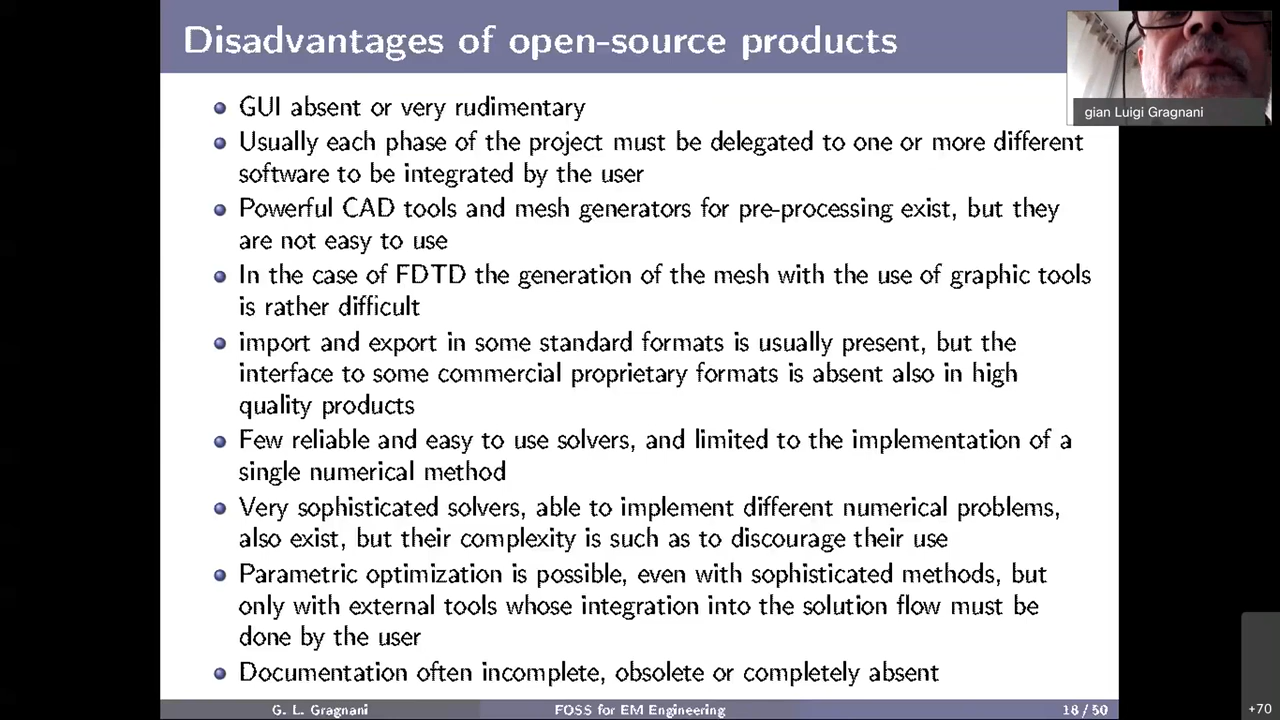 Disadvantages of open-source products
gian Luigi Gragnani
GUI absent or very rudimentary
Usually each phase of the project must be delegated to one or more different
software to be integrated by the user
Powerful CAD tools and mesh generators for pre-processing exist, but they
are not easy to use
In the case of FDTD the generation of the mesh with the use of graphic tools
is rather difficult
import and export in some standard formats is usually present, but the
interface to some commercial proprietary formats is absent also in high
quality products
Few reliable and easy to use solvers, and limited to the implementation of a
single numerical method
Very sophisticated solvers, able to implement different numerical problems,
also exist, but their complexity is such as to discourage their use
Parametric optimization is possible, even with sophisticated methods, but
only with external tools whose integration into the solution flow must be
done by the user
Documentation often incomplete, obsolete or completely absent
G. L. Gragnani FOSS for EM Engineering 18 / 50
+70